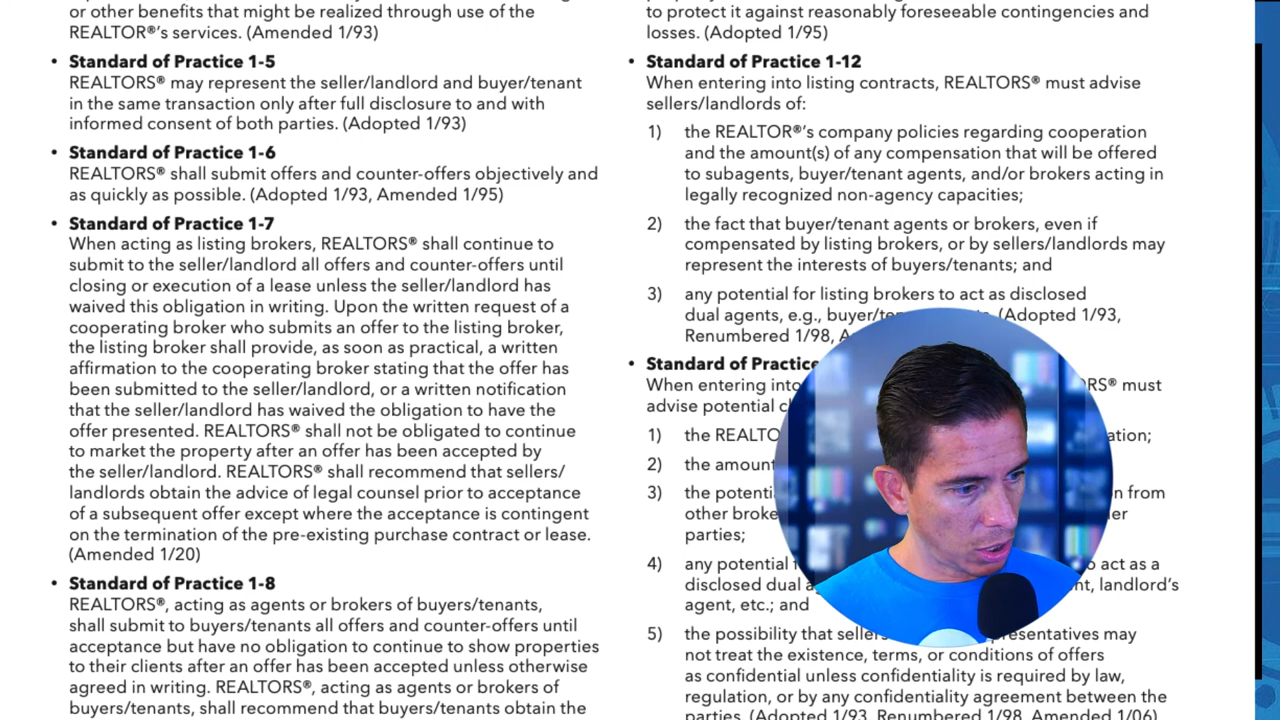 or other benefits that might be realized through use of the
REALTOR®'s services. (Amended 1/93)
• Standard of Practice 1-5
REALTORS® may represent the seller/landlord and buyer/tenant
in the same transaction only after full disclosure to and with
informed consent of both parties. (Adopted 1/93)
• Standard of Practice 1-6
REALTORS® shall submit offers and counter-offers objectively and
as quickly as possible. (Adopted 1/93, Amended 1/95)
• Standard of Practice 1-7
When acting as listing brokers, REALTORS® shall continue to
submit to the seller/landlord all offers and counter-offers until
closing or execution of a lease unless the seller/landlord has
waived this obligation in writing. Upon the written request of a
cooperating broker who submits an offer to the listing broker,
the listing broker shall provide, as soon as practical, a written
affirmation to the cooperating broker stating that the offer has
been submitted to the seller/landlord, or a written notification
that the seller/landlord has waived the obligation to have the
offer presented. REALTORS® shall not be obligated to continue
to market the property after an offer has been accepted by
the seller/landlord. REALTORS® shall recommend that sellers/
landlords obtain the advice of legal counsel prior to acceptance
of a subsequent offer except where the acceptance is contingent
on the termination of the pre-existing purchase contract or lease.
(Amended 1/20)
• Standard of Practice 1-8
REALTORS®, acting as agents or brokers of buyers/tenants,
shall submit to buyers/tenants all offers and counter-offers until
acceptance but have no obligation to continue to show properties
to their clients after an offer has been accepted unless otherwise
agreed in writing. REALTORS®, acting as agents or brokers of
buyers/tenants, shall recommend that buyers/tenants obtain the
to protect it against reasonably foreseeable contingencies and
losses. (Adopted 1/95)
• Standard of Practice 1-12
When entering into listing contracts, REALTORS® must advise
sellers/landlords of:
1) the REALTOR®'s company policies regarding cooperation
and the amount(s) of any compensation that will be offered
to subagents, buyer/tenant agents, and/or brokers acting in
legally recognized non-agency capacities;
2) the fact that buyer/tenant agents or brokers, even if
compensated by listing brokers, or by sellers/landlords may
represent the interests of buyers/tenants; and
3) any potential for listing brokers to act as disclosed
dual agents, e.g., buyer/ (Adopted 1/93,
Renumbered 1/98,
• Standard of Practice
When entering into must
advise potential
1) the
2) the amount
3) the from
other
parties;
4) any potential act as a
disclosed dual landlord's
agent, etc.; and
5) the possibility that may
not treat the existence, terms, or conditions of offers
as confidential unless confidentiality is required by law,
regulation, or by any confidentiality agreement between the
parties. (Adopted 1/93, Renumbered 1/98, Amended 1/06)